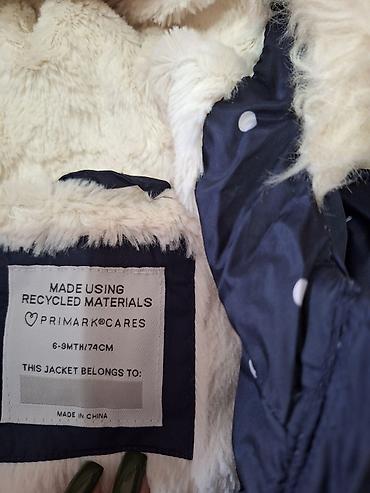 MADE USING
RECYCLED MATERIALS
PRIMARK®CARES
6-9MTH/74CM
THIS JACKET BELONGS TO:
MADE IN CHINA